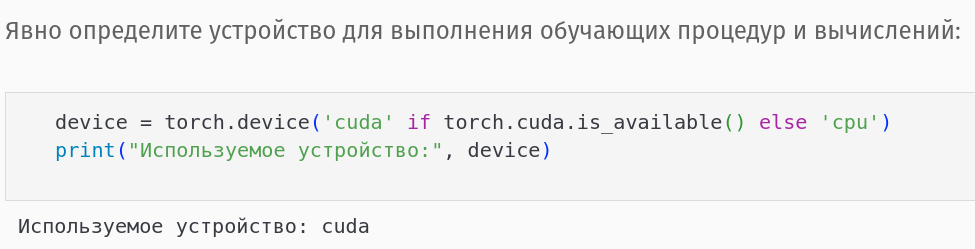 Явно определите устройство для выполнения обучающих процедур и вычислений:
device = torch.device('cuda' if torch.cuda.is_available() else 'cpu')
print("Используемое устройство:", device)
Используемое устройство: cuda